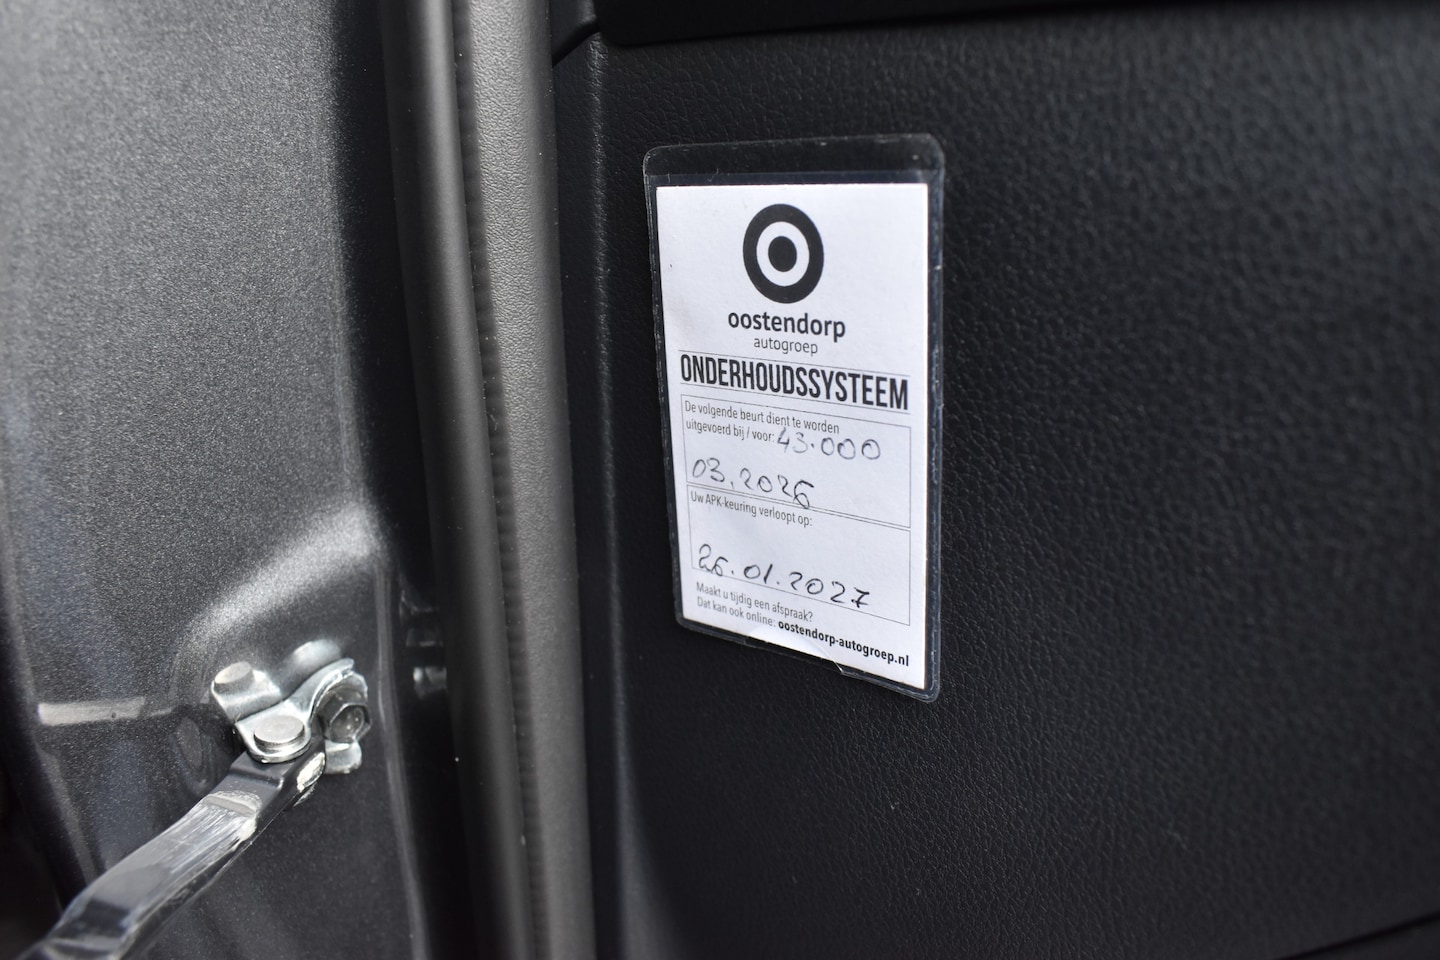 oostendorp
autogroep
ONDERHOUDSSYSTEEM
De volgende beurt dient te worden
uitgevoerd bij / voor: 43.000
03.2026
Uw APK-keuring verloopt op:
26.01.2027
Maakt u tijdig een afspraak?
Dat kan ook online: oostendorp-autogroep.nl